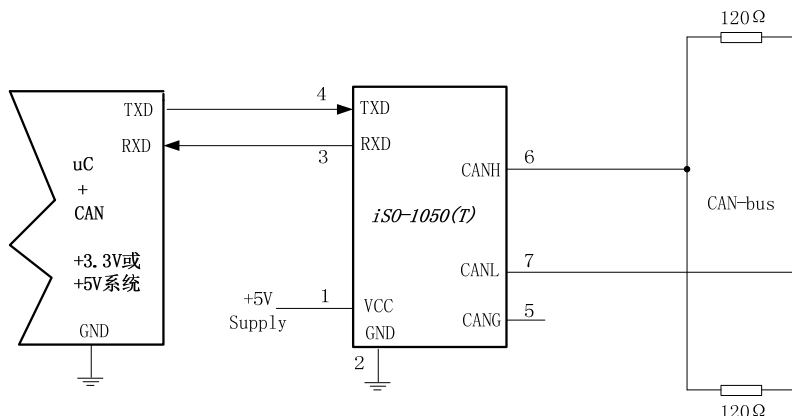 120Ω
TXD
4
TXD
RXD
3
RXD
uC
+
CAN
+3.3V或
+5V系统
GND
iSO-1050(T)
CANH
6
CAN-bus
CANL
7
+5V
Supply
1
VCC
CANG
5
GND
2
120Ω